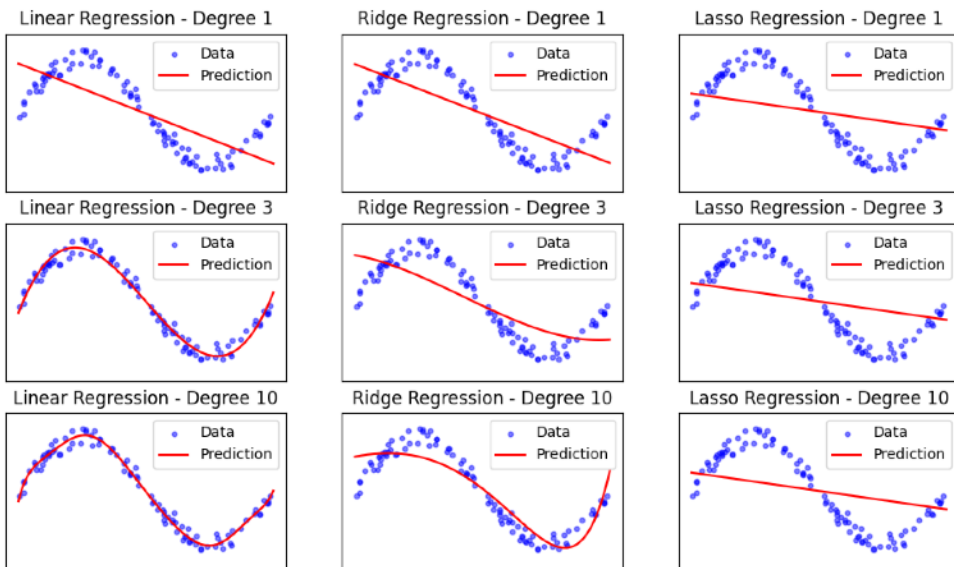 Linear Regression - Degree 1
Data
Prediction
Ridge Regression - Degree 1
Data
Prediction
Lasso Regression - Degree 1
Data
Prediction
Linear Regression - Degree 3
Data
Prediction
Ridge Regression - Degree 3
Data
Prediction
Lasso Regression - Degree 3
Data
Prediction
Linear Regression - Degree 10
Data
Prediction
Ridge Regression - Degree 10
Data
Prediction
Lasso Regression - Degree 10
Data
Prediction